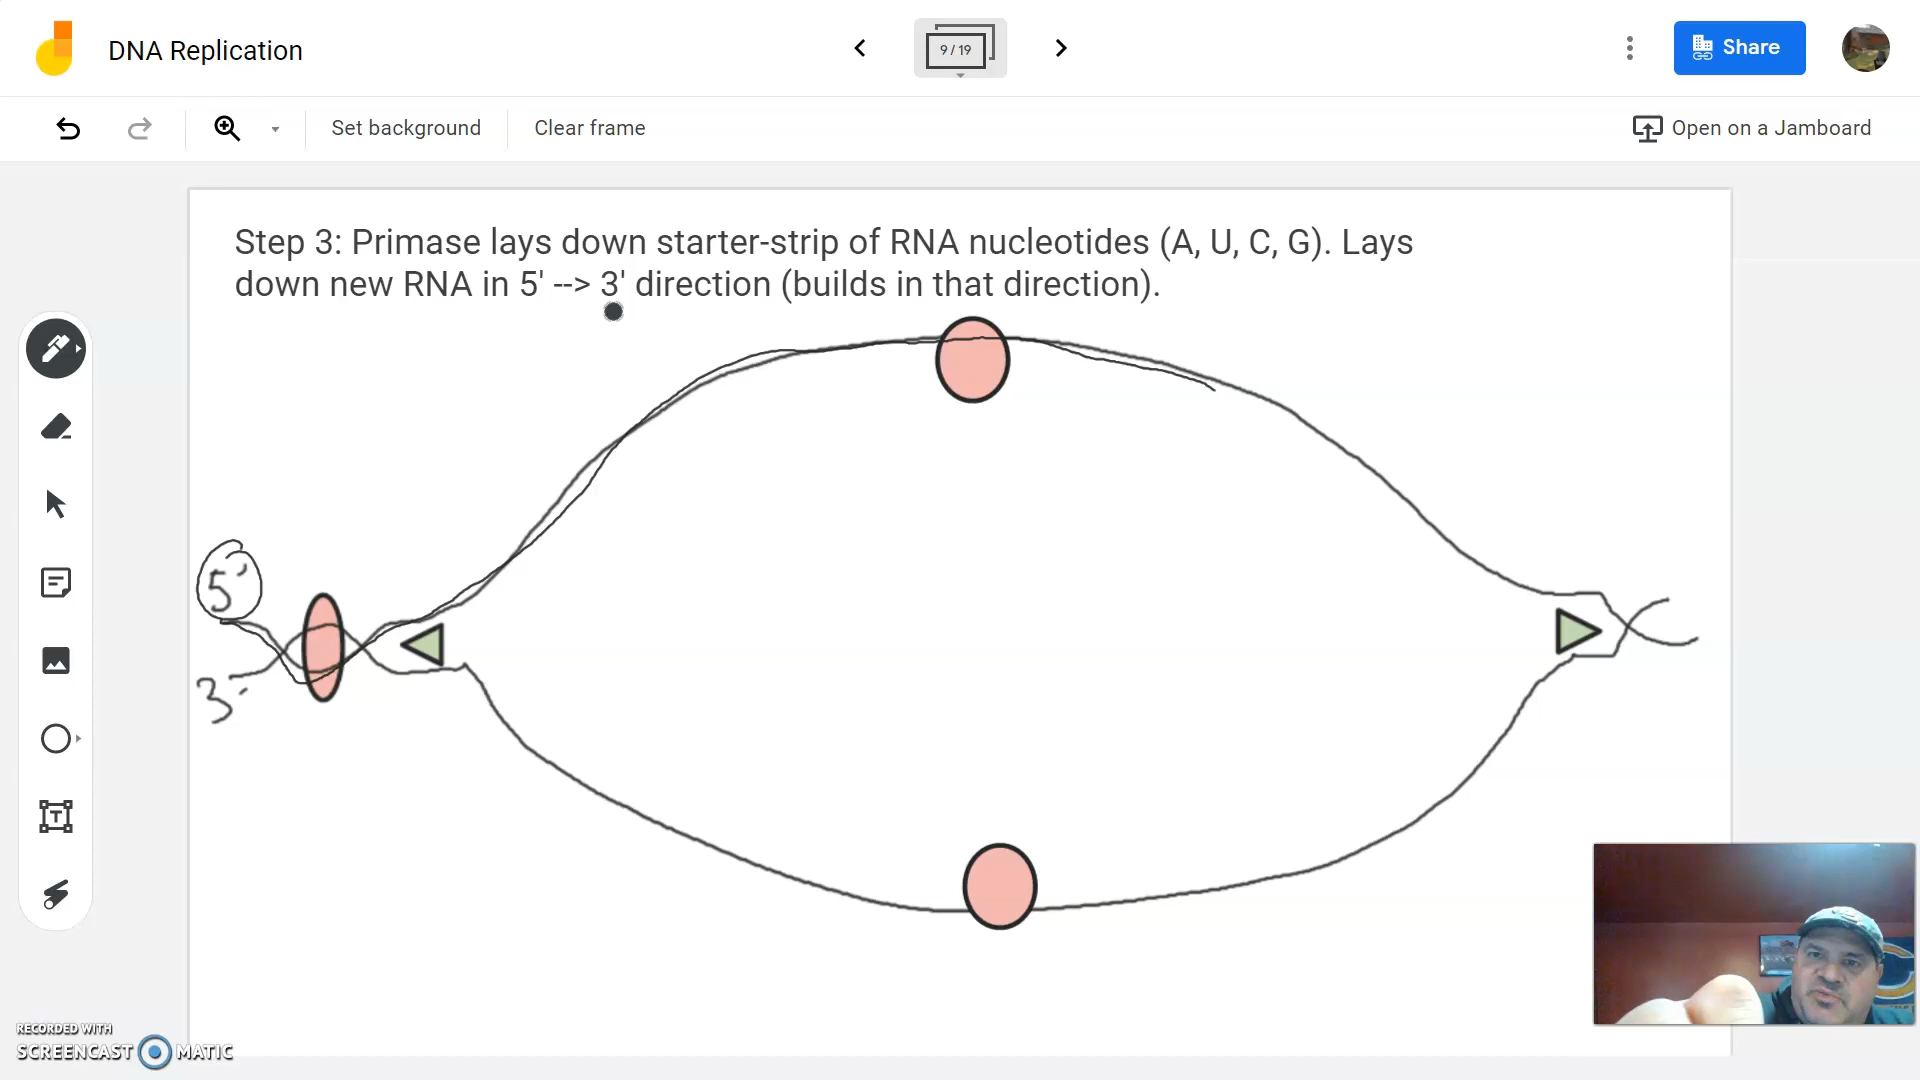 DNA Replication
9 / 19
Share
Set background
Clear frame
Open on a Jamboard
Step 3: Primase lays down starter-strip of RNA nucleotides (A, U, C, G). Lays
down new RNA in 5' --> 3' direction (builds in that direction).
5'
3'
T
RECORDED WITH
SCREENCAST MATIC